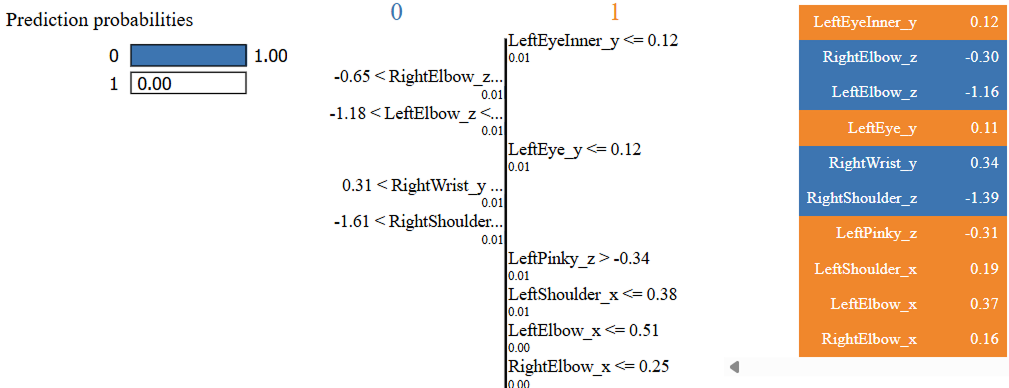 Prediction probabilities
0 1.00
1 0.00
0 1
LeftEyeInner_y <= 0.12
0.01
-0.65 < RightElbow_z...
0.01
-1.18 < LeftElbow_z <...
0.01
LeftEye_y <= 0.12
0.01
0.31 < RightWrist_y ...
0.01
-1.61 < RightShoulder...
0.01
LeftPinky_z > -0.34
0.01
LeftShoulder_x <= 0.38
0.01
LeftElbow_x <= 0.51
0.00
RightElbow_x <= 0.25
0.00
LeftEyeInner_y 0.12
RightElbow_z -0.30
LeftElbow_z -1.16
LeftEye_y 0.11
RightWrist_y 0.34
RightShoulder_z -1.39
LeftPinky_z -0.31
LeftShoulder_x 0.19
LeftElbow_x 0.37
RightElbow_x 0.16